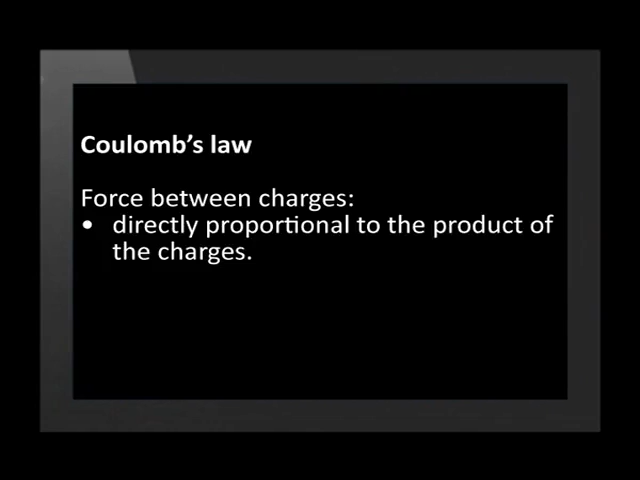 Coulomb’s law
Force between charges:
• directly proportional to the product of
the charges.